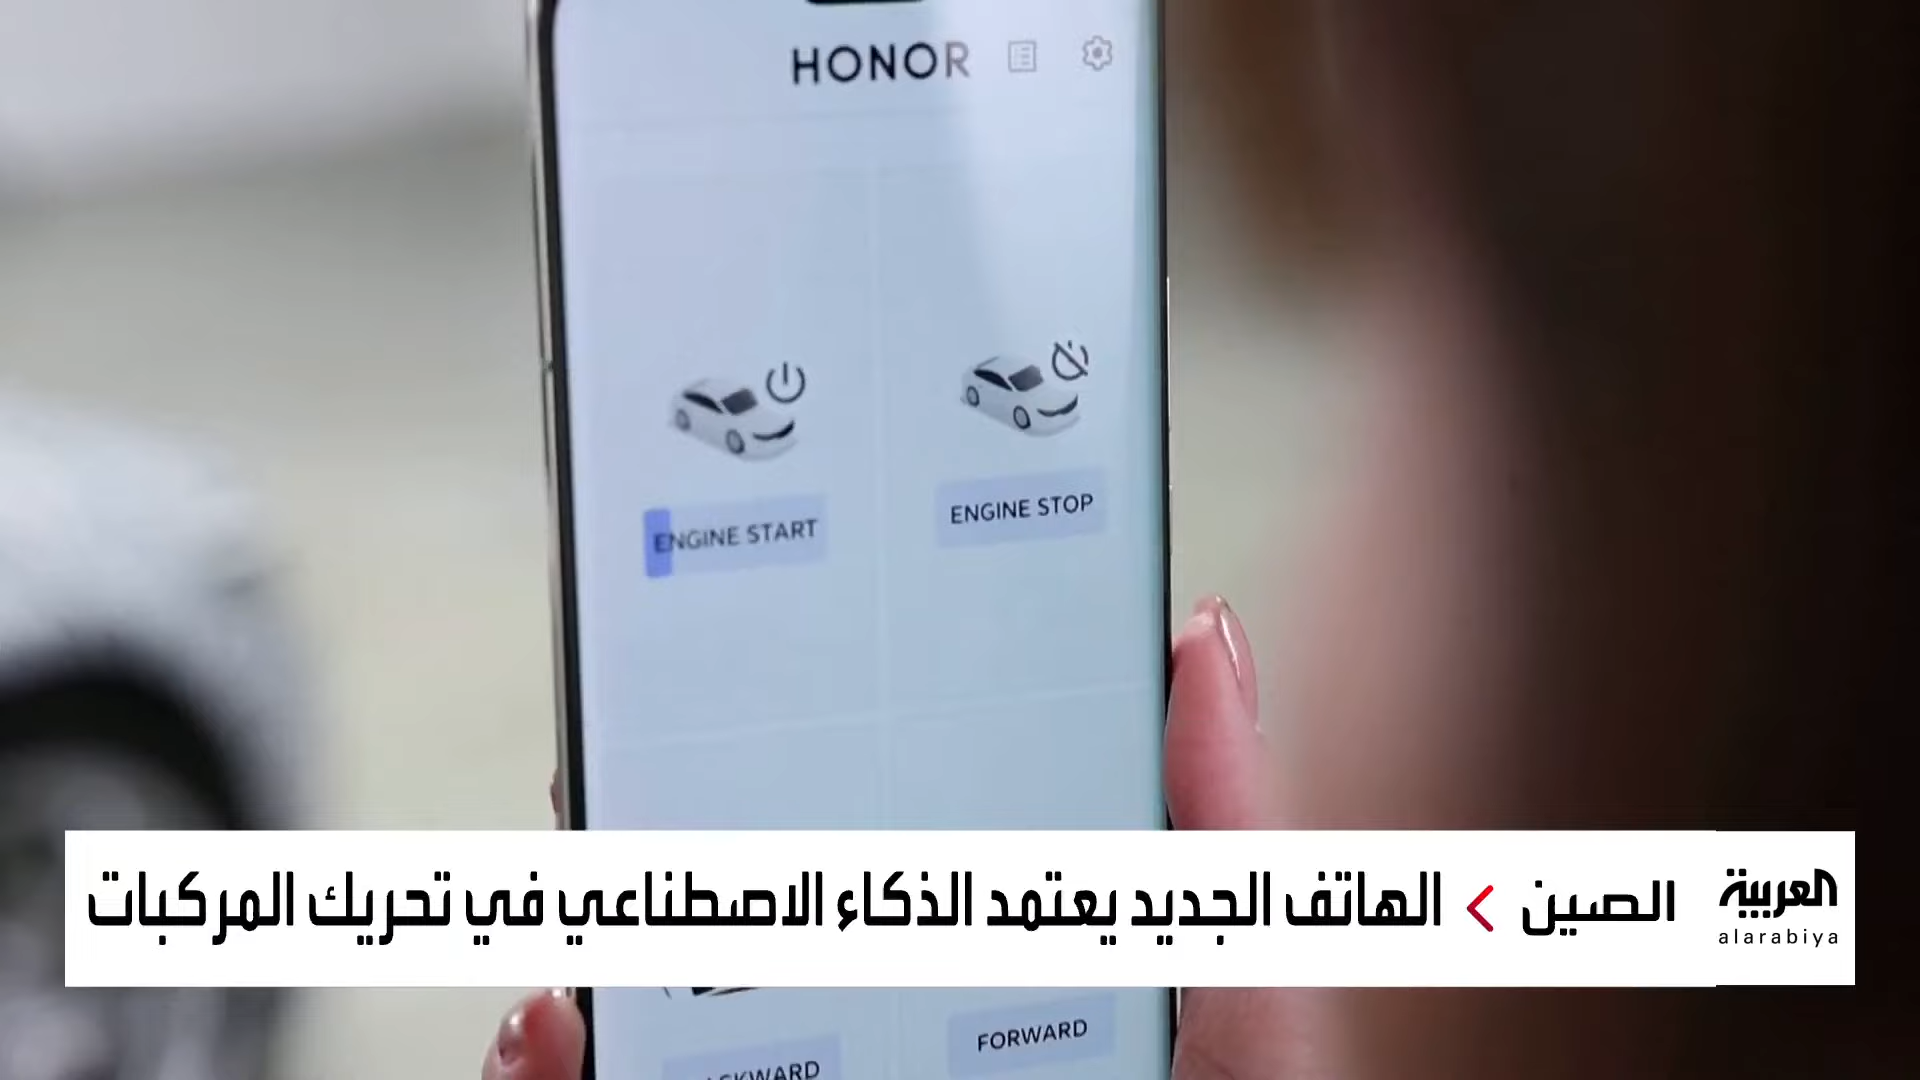 HONOR
ENGINE START
ENGINE STOP
العربية
alarabiya
الصين
الهاتف الجديد يعتمد الذكاء الاصطناعي في تحريك المركبات
FORWARD